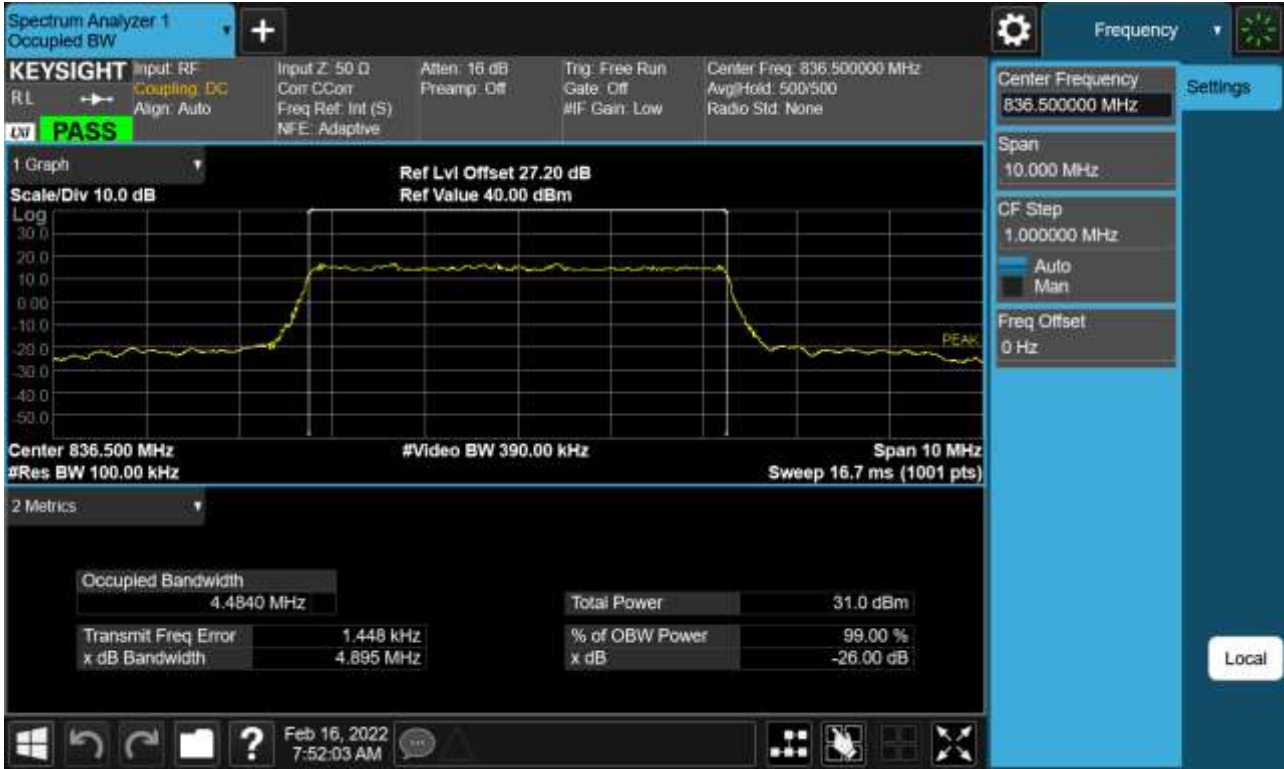 Spectrum Analyzer 1
Occupied BW
+
Frequency
KEYSIGHT
RL
LXI
PASS
Input: RF
Coupling: DC
Align: Auto
Input Z: 50 Ω
Corr CCorr
Freq Ref: Int (S)
NFE: Adaptive
Atten: 16 dB
Preamp: Off
Trig: Free Run
Gate: Off
#IF Gain: Low
Center Freq: 836.500000 MHz
Avg|Hold: 500/500
Radio Std: None
Center Frequency
836.500000 MHz
Settings
Span
10.000 MHz
CF Step
1.000000 MHz
Auto
Man
Freq Offset
0 Hz
Local
1 Graph
Scale/Div 10.0 dB
Ref Lvl Offset 27.20 dB
Ref Value 40.00 dBm
Log
30.0
20.0
10.0
0.00
-10.0
-20.0
-30.0
-40.0
-50.0
PEAK
Center 836.500 MHz
#Video BW 390.00 kHz
Span 10 MHz
#Res BW 100.00 kHz
Sweep 16.7 ms (1001 pts)
2 Metrics
Occupied Bandwidth
4.4840 MHz
Total Power 31.0 dBm
Transmit Freq Error 1.448 kHz
% of OBW Power 99.00 %
x dB Bandwidth 4.895 MHz
x dB -26.00 dB
?
Feb 16, 2022
7:52:03 AM